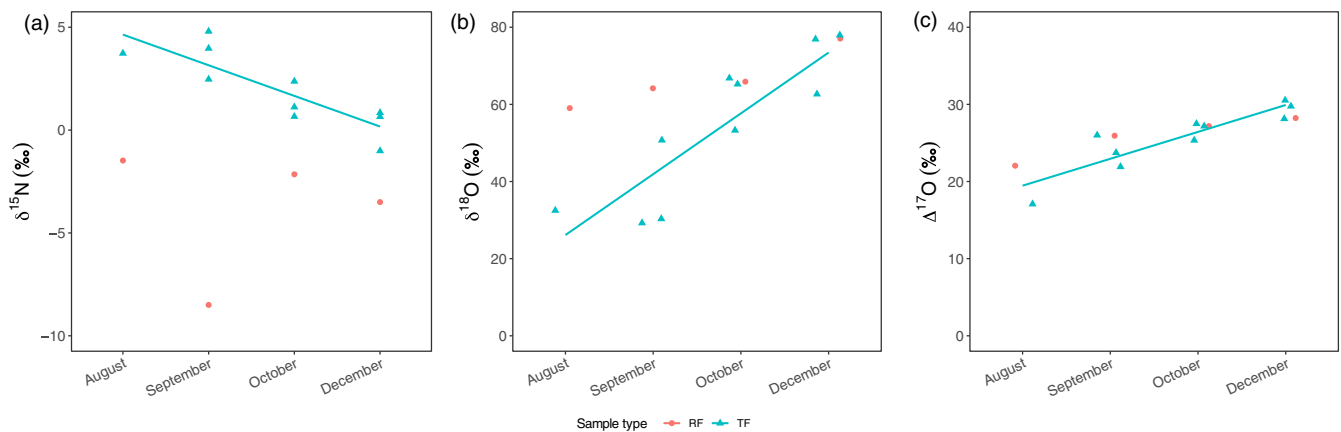 (a)
δ¹⁵N (‰)
5
0
−5
−10
August
September
October
December
(b)
δ¹⁸O (‰)
80
60
40
20
0
August
September
October
December
(c)
Δ¹⁷O (‰)
40
30
20
10
0
August
September
October
December
Sample type RF TF